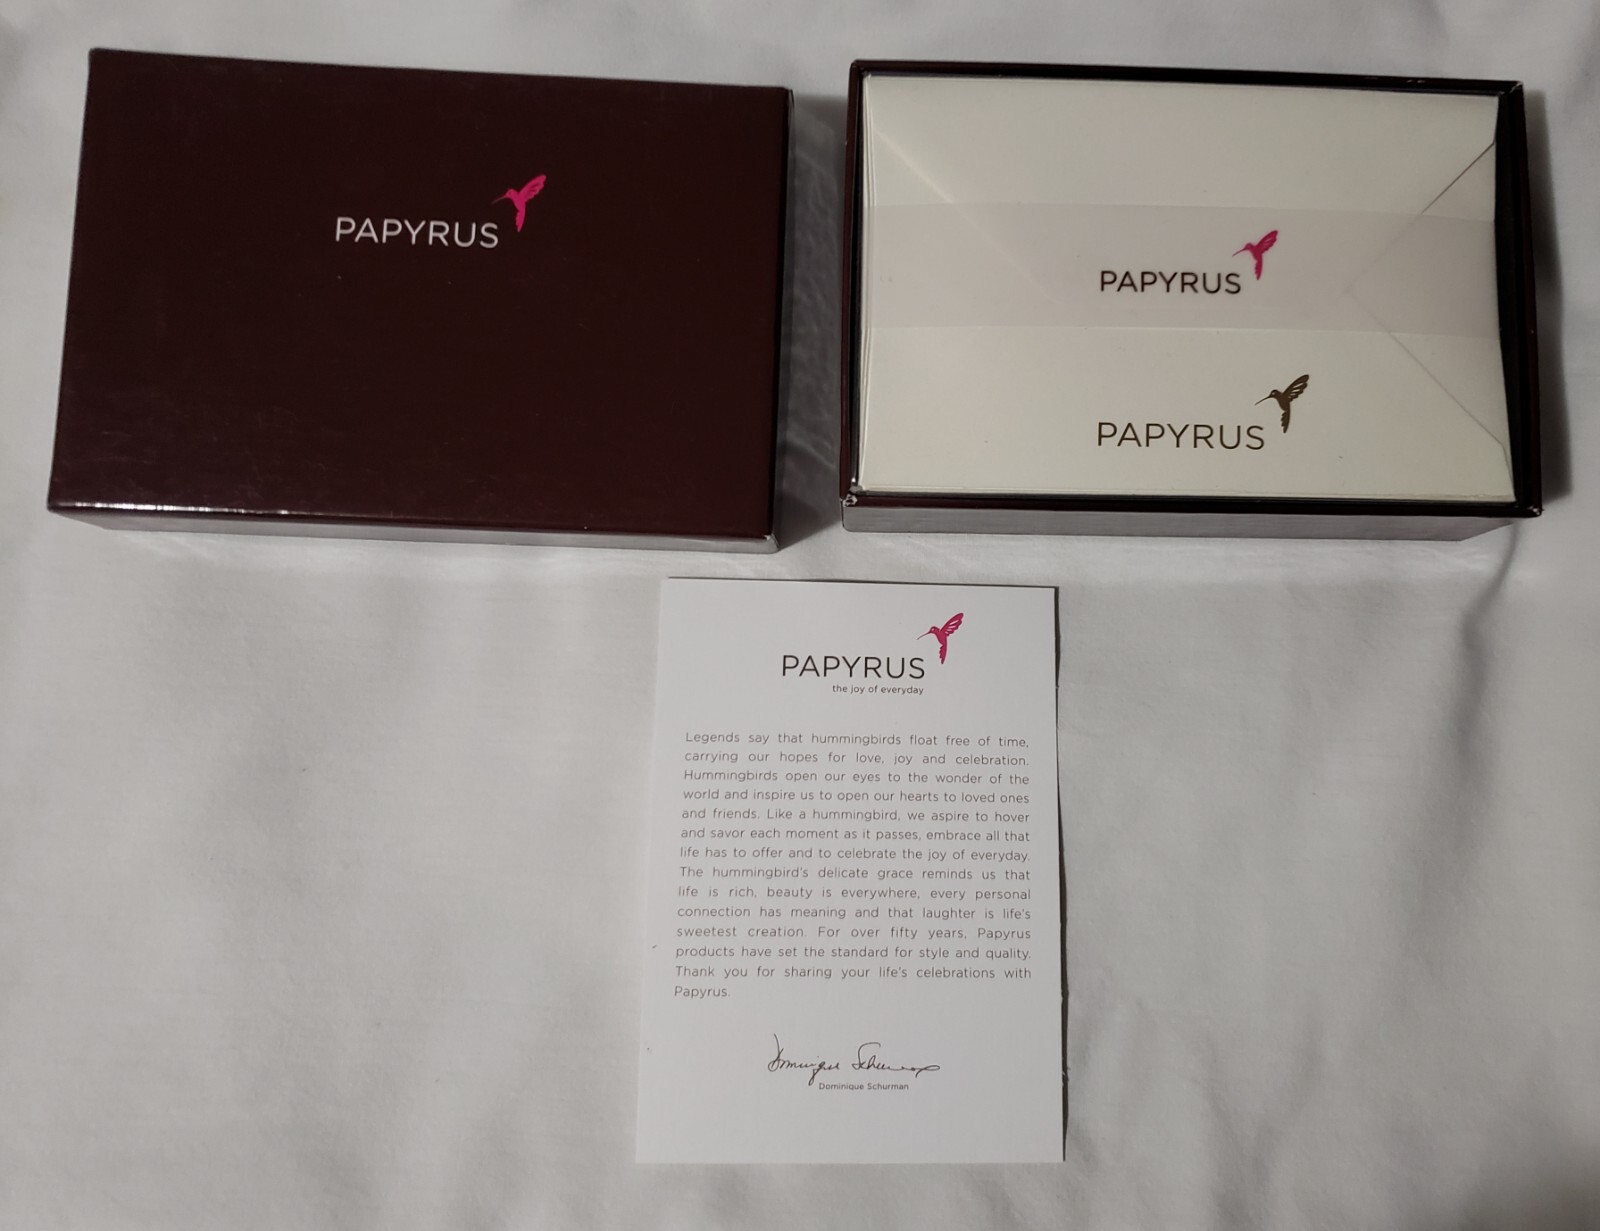 PAPYRUS
PAPYRUS
PAPYRUS
PAPYRUS
the joy of everyday
Legends say that hummingbirds float free of time,
carrying our hopes for love, joy and celebration.
Hummingbirds open our eyes to the wonder of the
world and inspire us to open our hearts to loved ones
and friends. Like a hummingbird, we aspire to hover
and savor each moment as it passes, embrace all that
life has to offer and to celebrate the joy of everyday.
The hummingbird's delicate grace reminds us that
life is rich, beauty is everywhere, every personal
connection has meaning and that laughter is life's
sweetest creation. For over fifty years, Papyrus
products have set the standard for style and quality.
Thank you for sharing your life's celebrations with
Papyrus.
Dominique Schurman
Dominique Schurman